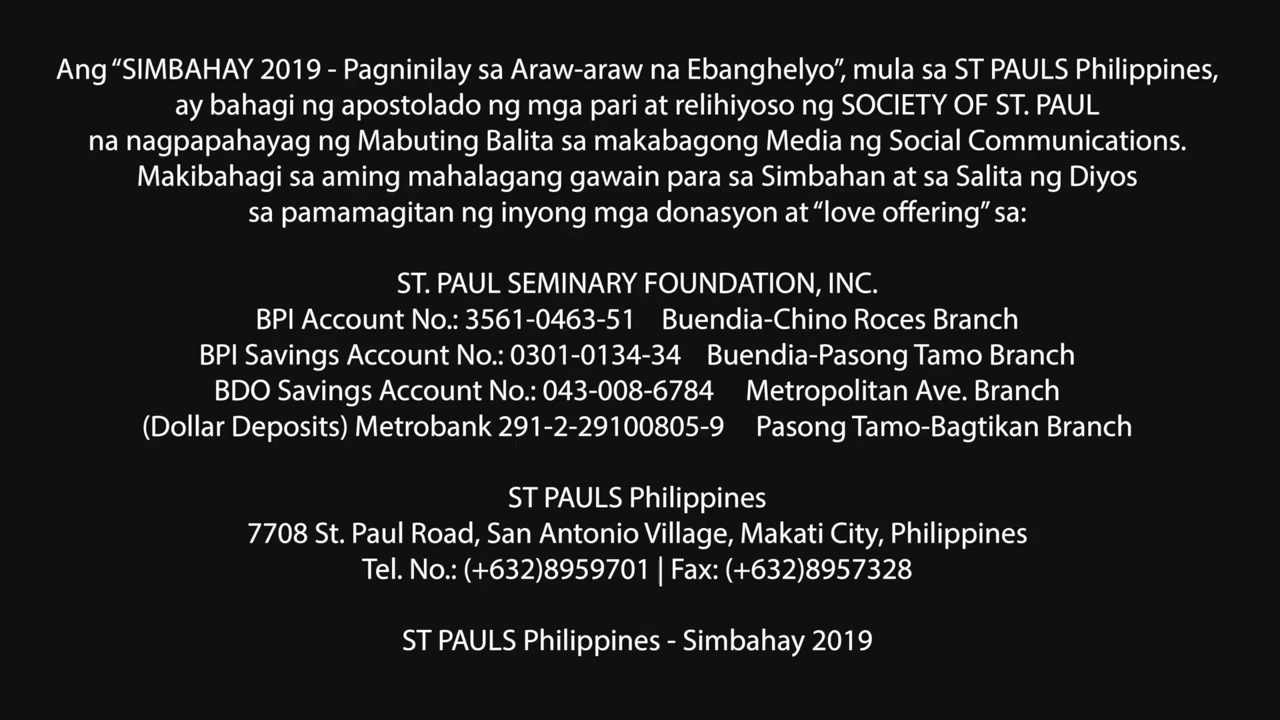 Ang “SIMBAHAY 2019 - Pagninilay sa Araw-araw na Ebanghelyo”, mula sa ST PAULS Philippines,
ay bahagi ng apostolado ng mga pari at relihiyoso ng SOCIETY OF ST. PAUL
na nagpapahayag ng Mabuting Balita sa makabagong Media ng Social Communications.
Makibahagi sa aming mahalagang gawain para sa Simbahan at sa Salita ng Diyos
sa pamamagitan ng inyong mga donasyon at “love offering” sa:
ST. PAUL SEMINARY FOUNDATION, INC.
BPI Account No.: 3561-0463-51 Buendia-Chino Roces Branch
BPI Savings Account No.: 0301-0134-34 Buendia-Pasong Tamo Branch
BDO Savings Account No.: 043-008-6784 Metropolitan Ave. Branch
(Dollar Deposits) Metrobank 291-2-29100805-9 Pasong Tamo-Bagtikan Branch
ST PAULS Philippines
7708 St. Paul Road, San Antonio Village, Makati City, Philippines
Tel. No.: (+632)8959701 | Fax: (+632)8957328
ST PAULS Philippines - Simbahay 2019